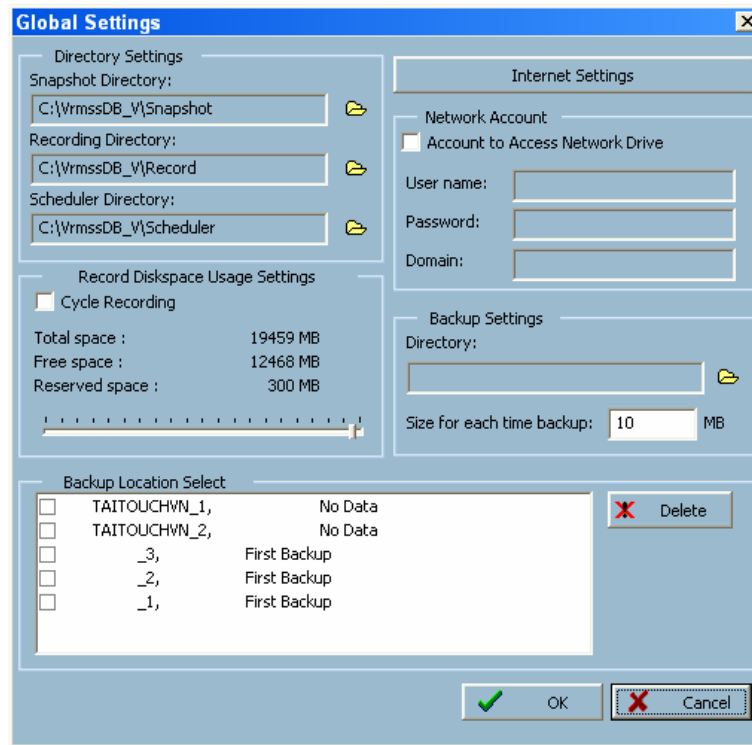 Global Settings
Directory Settings
Snapshot Directory:
C:\VrmssDB_V\Snapshot
Recording Directory:
C:\VrmssDB_V\Record
Scheduler Directory:
C:\VrmssDB_V\Scheduler
Internet Settings
Network Account
Account to Access Network Drive
User name:
Password:
Domain:
Record Diskspace Usage Settings
Cycle Recording
Total space : 19459 MB
Free space : 12468 MB
Reserved space : 300 MB
Backup Settings
Directory:
Size for each time backup: 10 MB
Backup Location Select
TAITOUCHVN_1, No Data
TAITOUCHVN_2, No Data
_3, First Backup
_2, First Backup
_1, First Backup
Delete
OK
Cancel